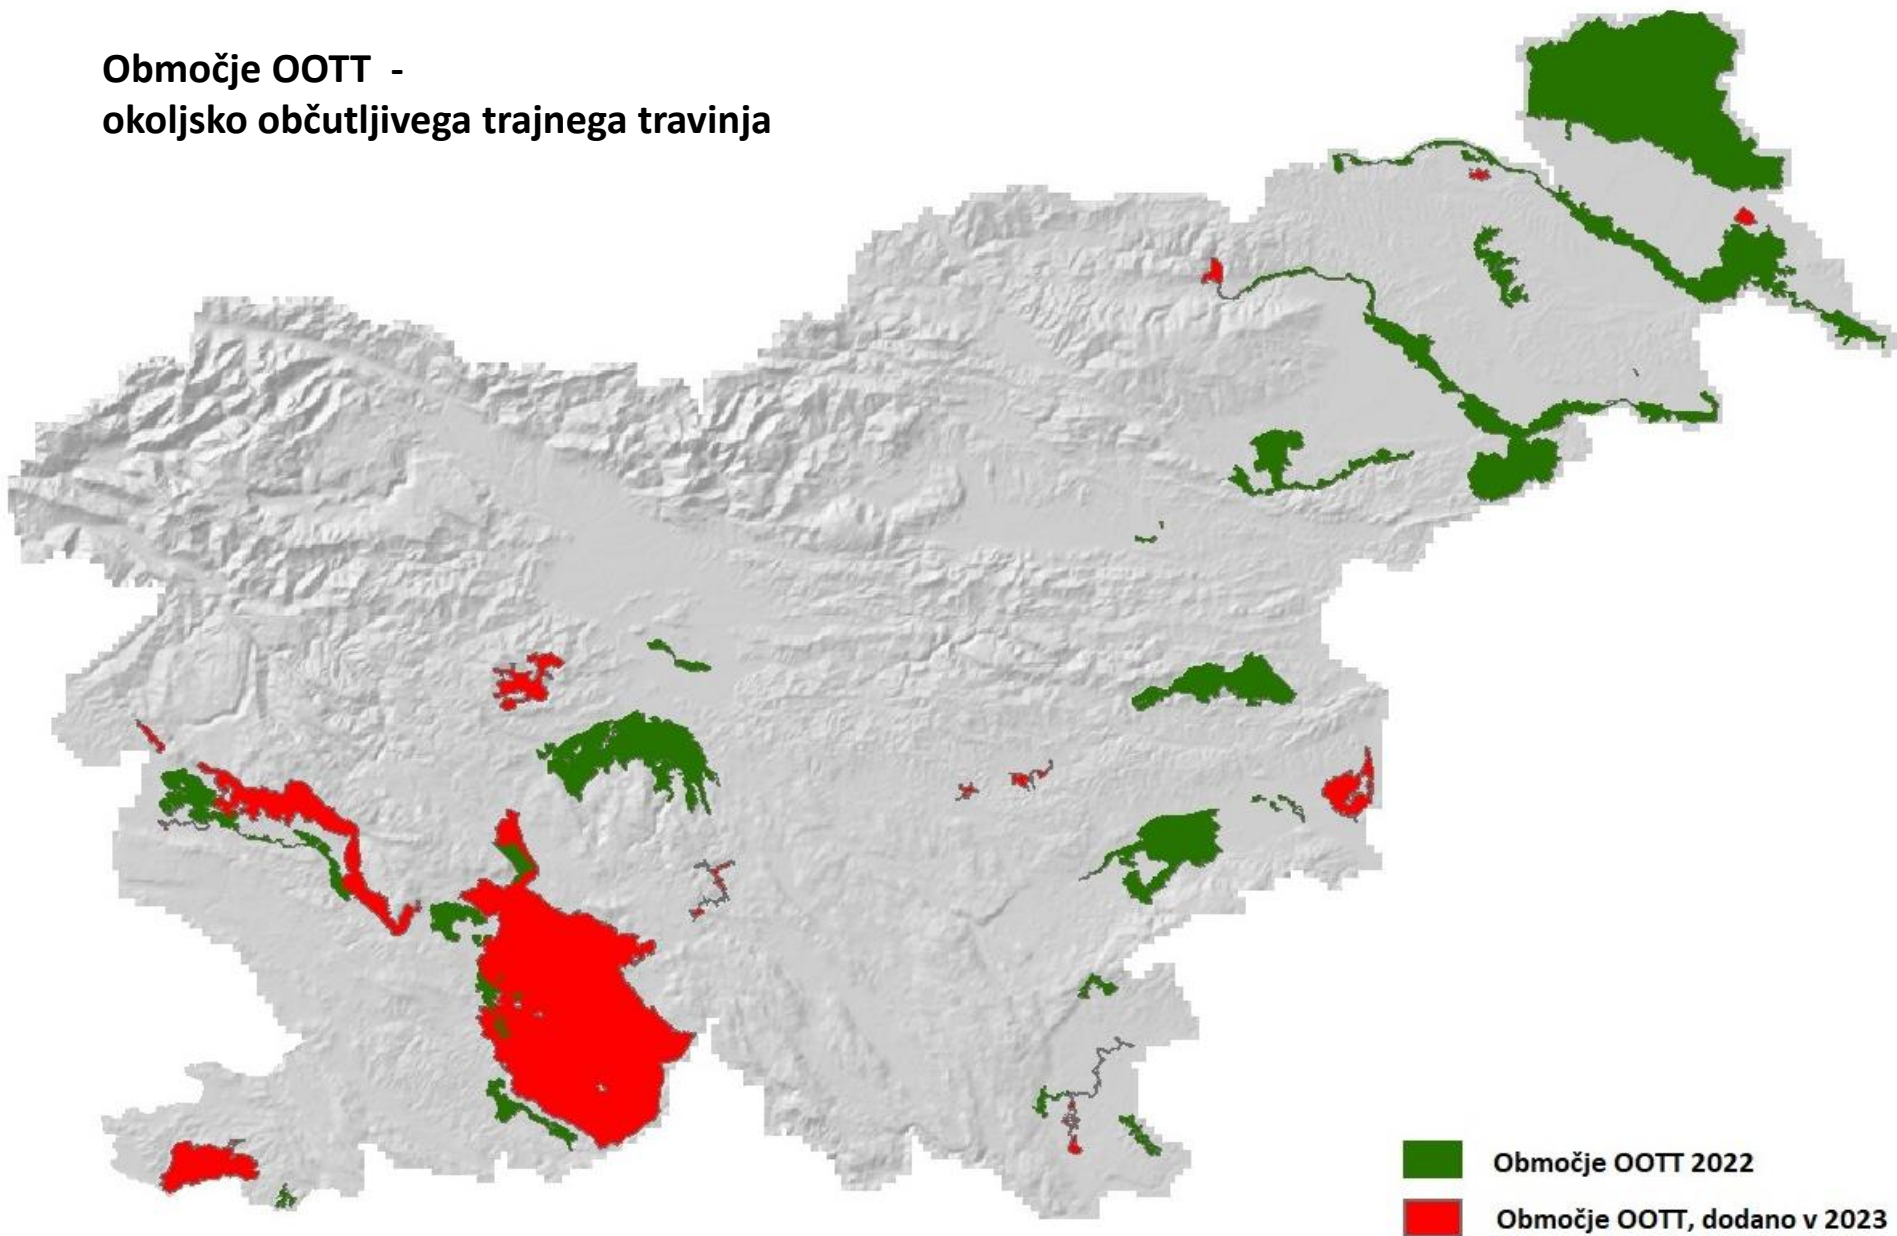 Območje OOTT -
okoljsko občutljivega trajnega travinja
Območje OOTT 2022
Območje OOTT, dodano v 2023